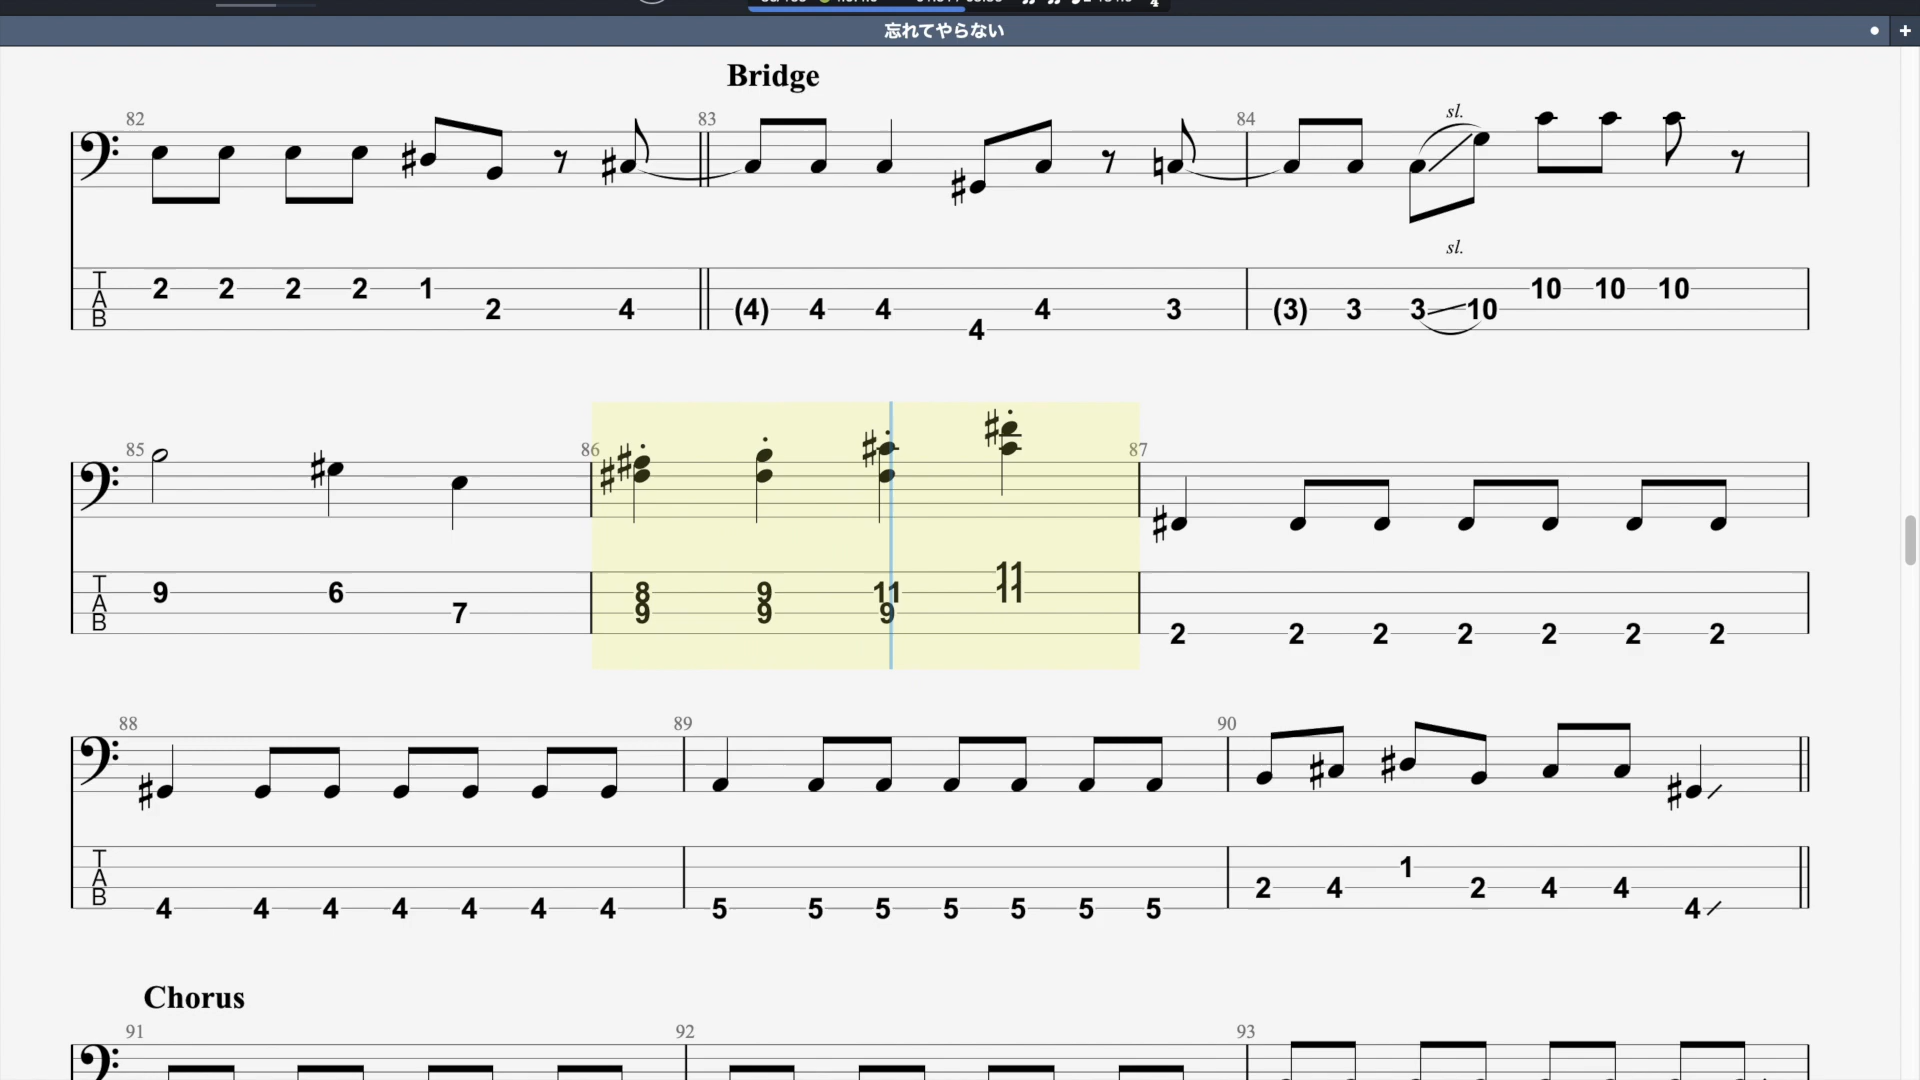 忘れてやらない
Bridge
82 83 84
sl.
sl.
T A B 2 2 2 2 1 2 4 (4) 4 4 4 4 3 (3) 3 3 10 10 10 10
85 86 87
T A B 9 6 7 8 9 9 9 11 9 11 11 2 2 2 2 2 2 2
88 89 90
T A B 4 4 4 4 4 4 4 5 5 5 5 5 5 5 2 4 1 2 4 4 4
Chorus
91 92 93